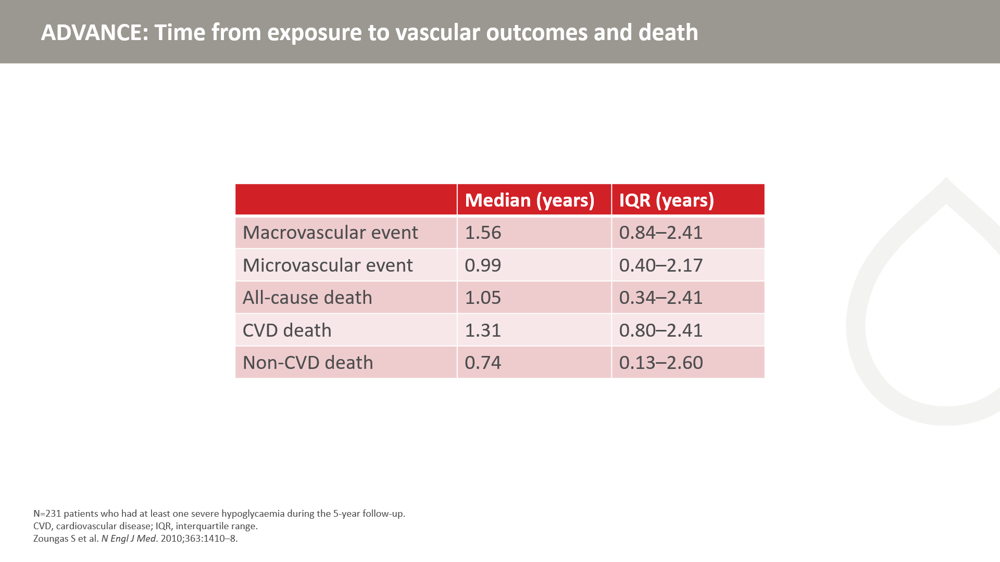 ADVANCE: Time from exposure to vascular outcomes and death
Median (years) IQR (years)
Macrovascular event 1.56 0.84–2.41
Microvascular event 0.99 0.40–2.17
All-cause death 1.05 0.34–2.41
CVD death 1.31 0.80–2.41
Non-CVD death 0.74 0.13–2.60
N=231 patients who had at least one severe hypoglycaemia during the 5-year follow-up.
CVD, cardiovascular disease; IQR, interquartile range.
Zoungas S et al. N Engl J Med. 2010;363:1410–8.